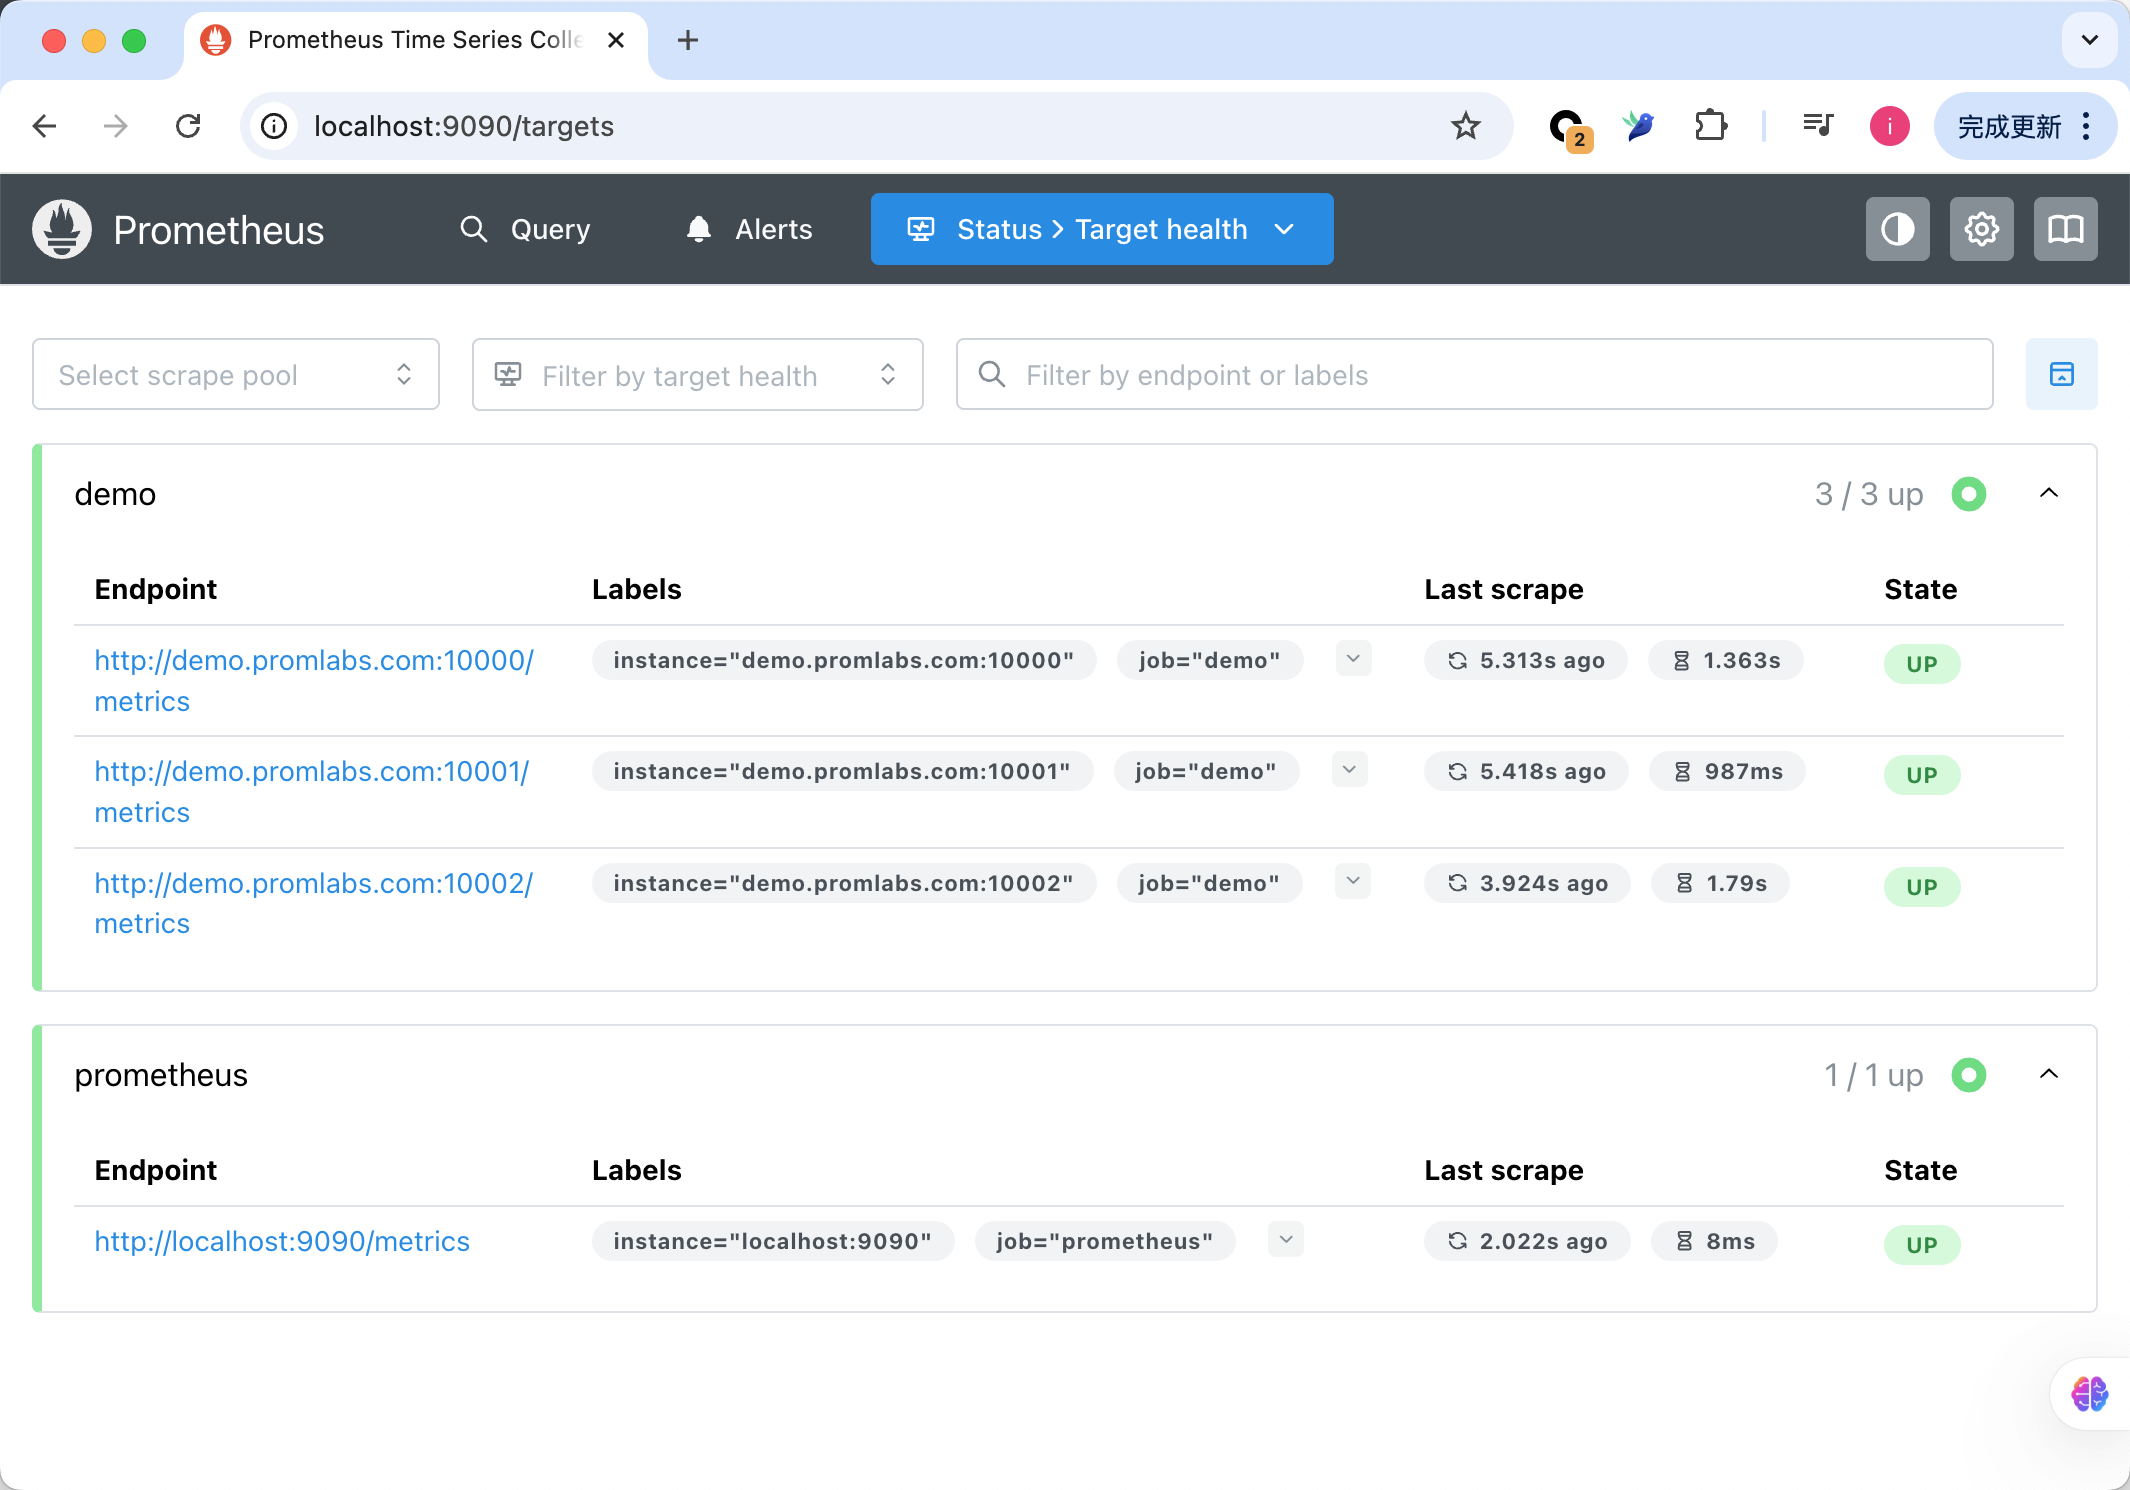 Prometheus Time Series Colle
localhost:9090/targets
2
i
完成更新
Prometheus
Query
Alerts
Status > Target health
Select scrape pool
Filter by target health
Filter by endpoint or labels
demo
3 / 3 up
Endpoint Labels Last scrape State
http://demo.promlabs.com:10000/ instance="demo.promlabs.com:10000" job="demo" 5.313s ago 1.363s UP
metrics
http://demo.promlabs.com:10001/ instance="demo.promlabs.com:10001" job="demo" 5.418s ago 987ms UP
metrics
http://demo.promlabs.com:10002/ instance="demo.promlabs.com:10002" job="demo" 3.924s ago 1.79s UP
metrics
prometheus
1 / 1 up
Endpoint Labels Last scrape State
http://localhost:9090/metrics instance="localhost:9090" job="prometheus" 2.022s ago 8ms UP